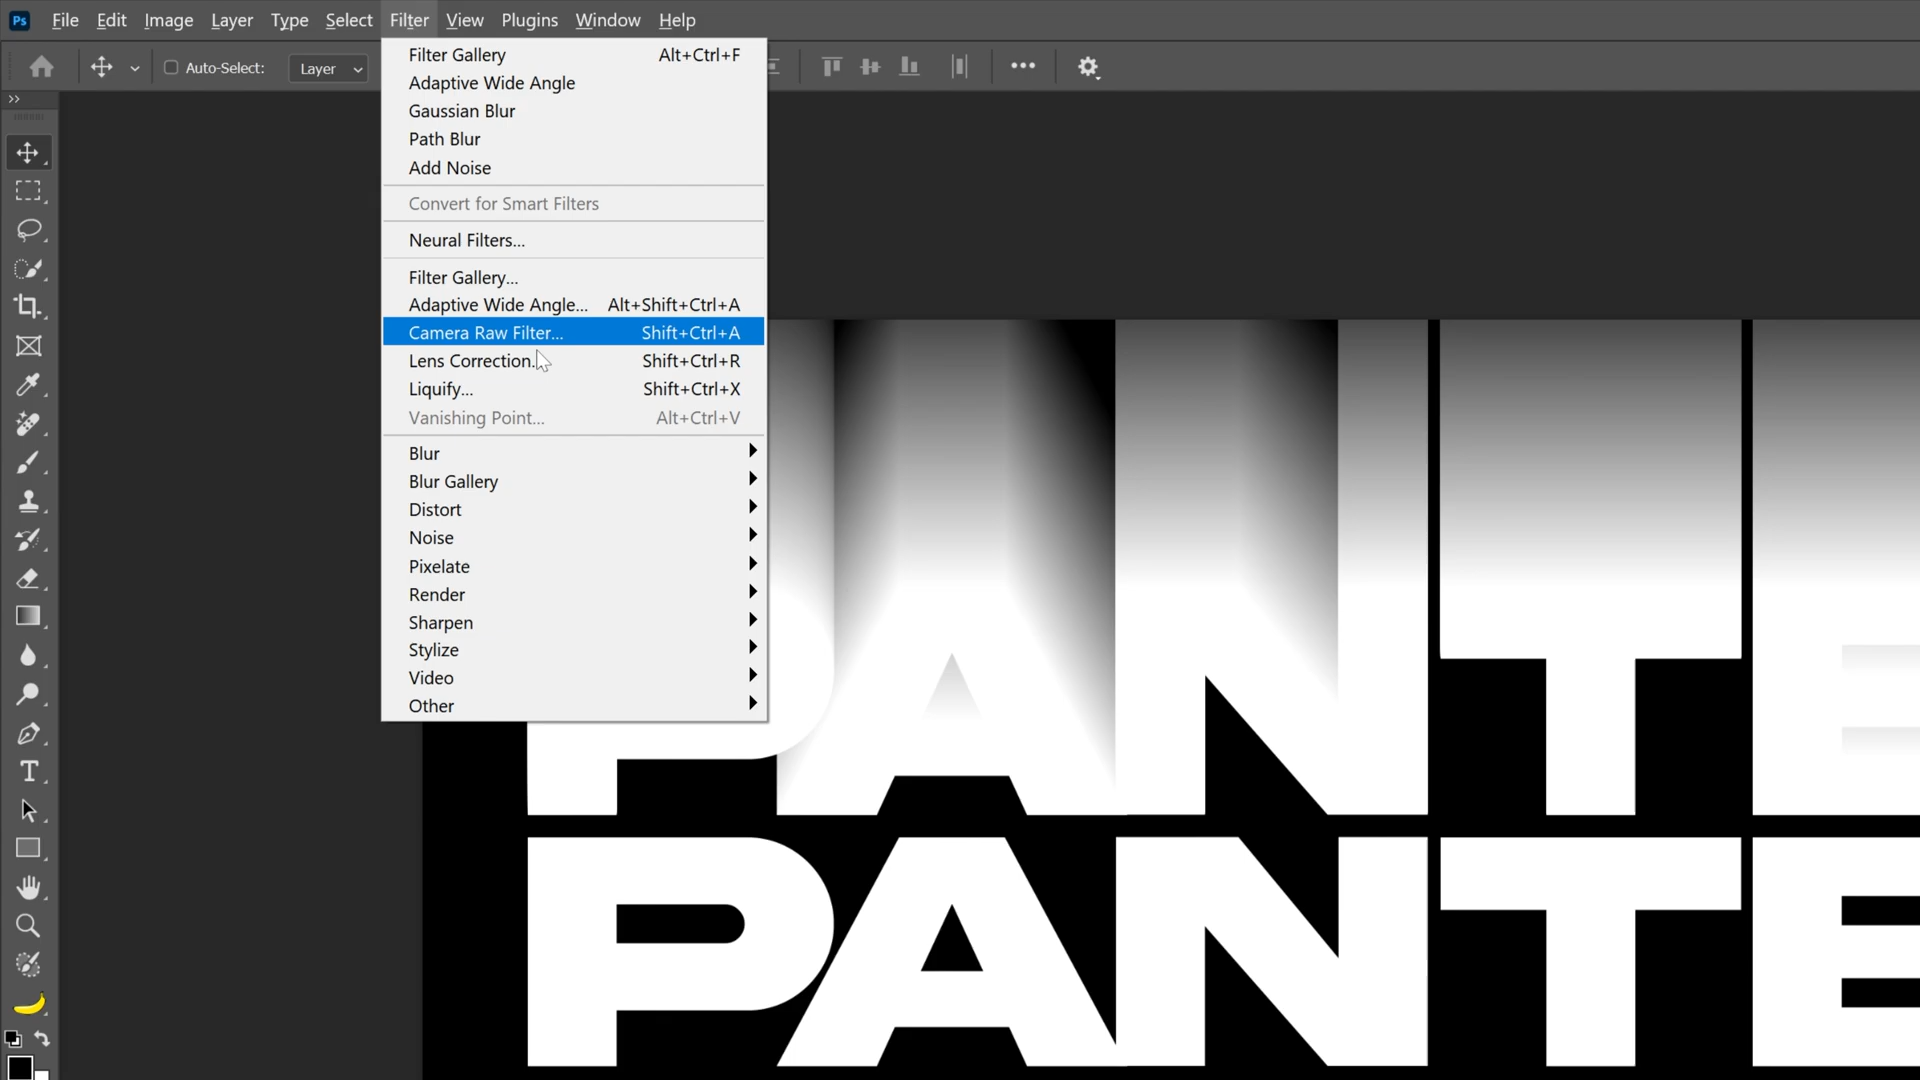 Ps File Edit Image Layer Type Select Filter View Plugins Window Help
Auto-Select: Layer
Filter Gallery Alt+Ctrl+F
Adaptive Wide Angle
Gaussian Blur
Path Blur
Add Noise
Convert for Smart Filters
Neural Filters...
Filter Gallery...
Adaptive Wide Angle... Alt+Shift+Ctrl+A
Camera Raw Filter... Shift+Ctrl+A
Lens Correction.. Shift+Ctrl+R
Liquify... Shift+Ctrl+X
Vanishing Point... Alt+Ctrl+V
Blur
Blur Gallery
Distort
Noise
Pixelate
Render
Sharpen
Stylize
Video
Other
PANTE
PANTE